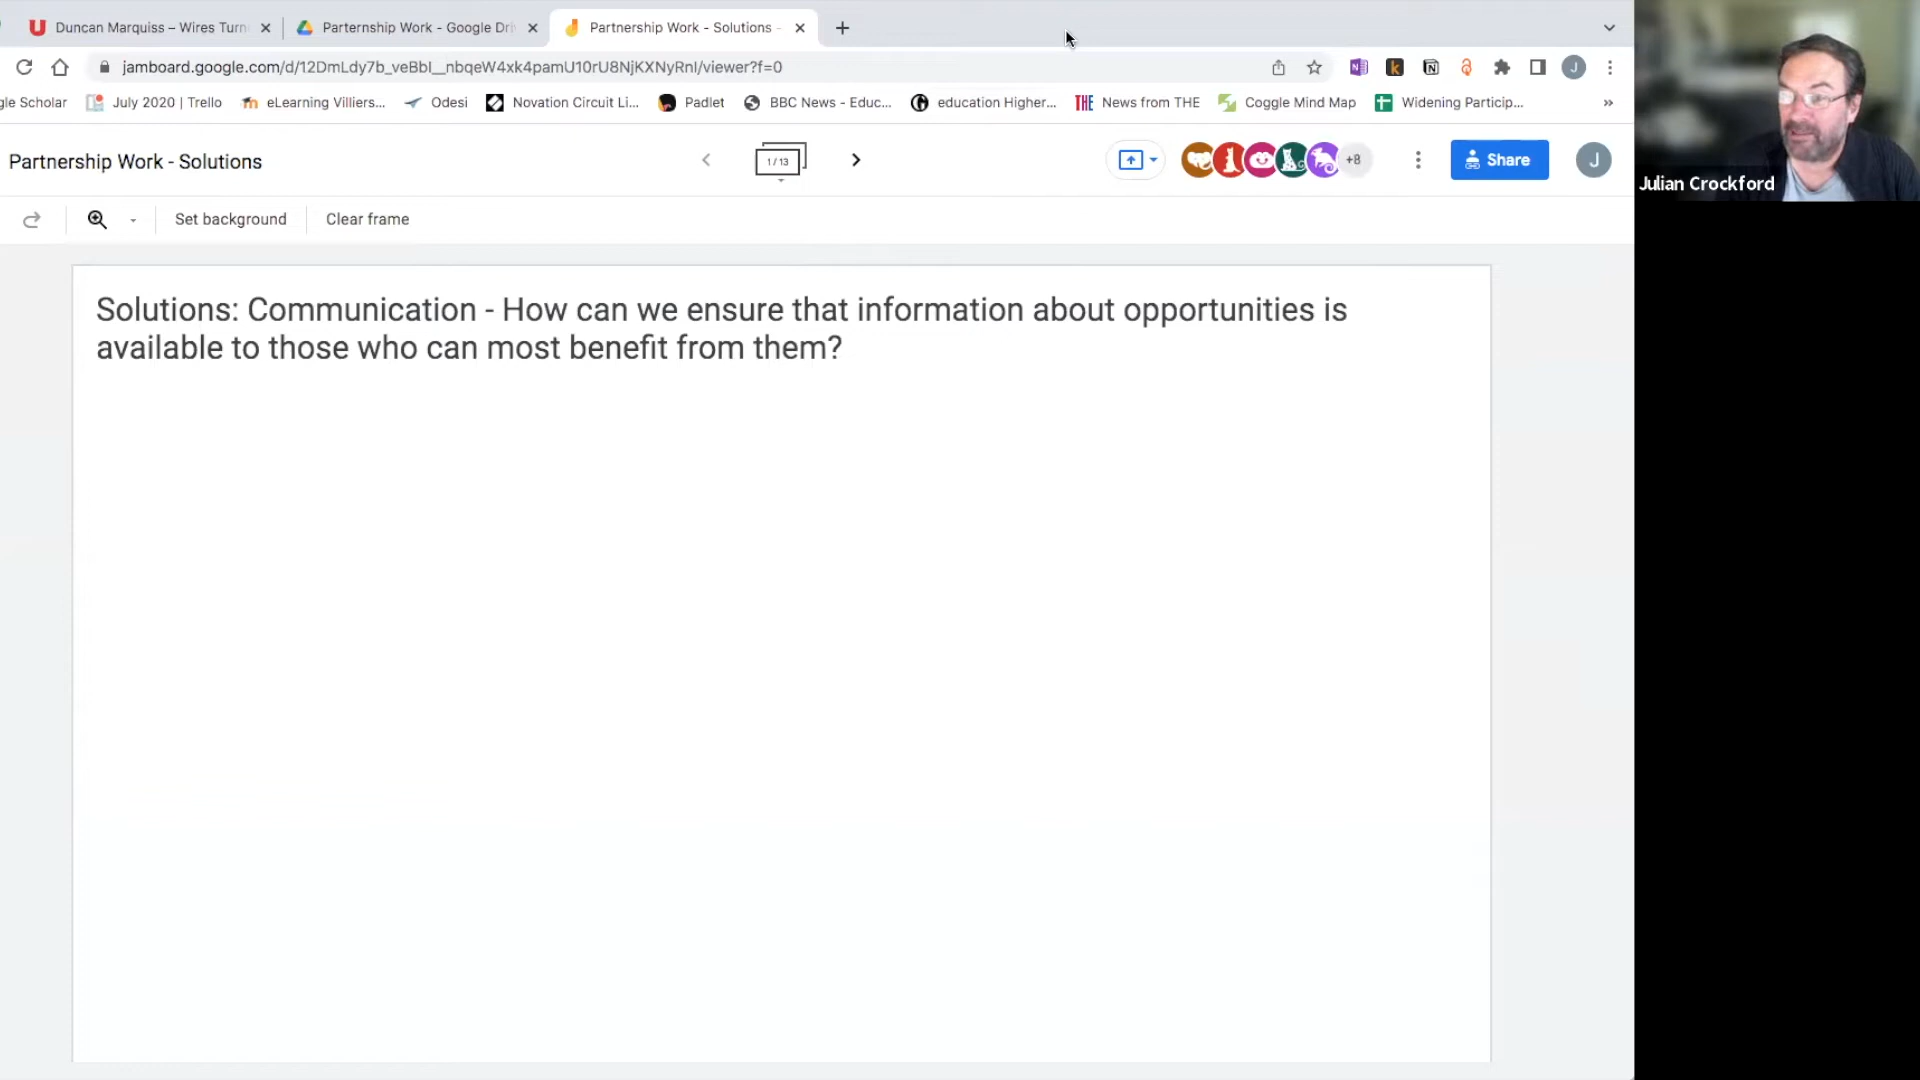 Duncan Marquiss – Wires Turn
Parternship Work - Google Dri
Partnership Work - Solutions -
jamboard.google.com/d/12DmLdy7b_veBbI__nbqeW4xk4pamU10rU8NjKXNyRnI/viewer?f=0
J
gle Scholar
July 2020 | Trello
eLearning Villiers...
Odesi
Novation Circuit Li...
Padlet
BBC News - Educ...
education Higher...
THE News from THE
Coggle Mind Map
Widening Particip...
Partnership Work - Solutions
1 / 13
+8
Share
J
Set background
Clear frame
Solutions: Communication - How can we ensure that information about opportunities is
available to those who can most benefit from them?
Julian Crockford